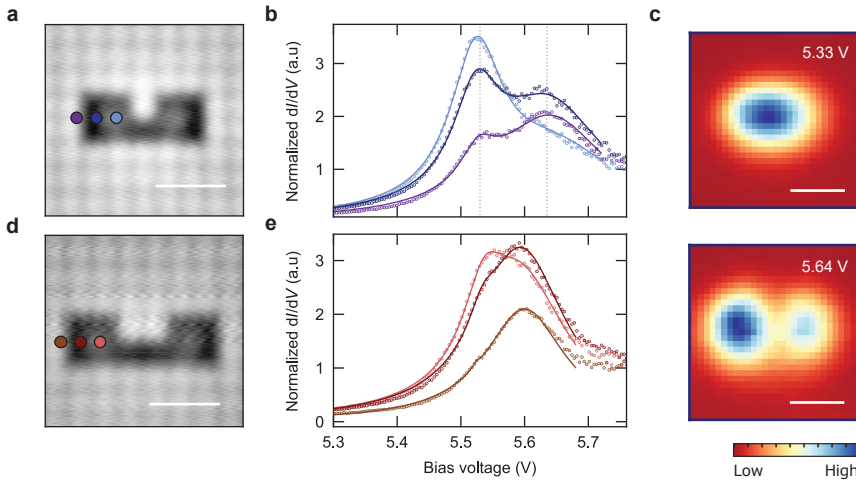 a
b
c
Normalized dI/dV (a.u)
3
2
1
5.33 V
d
e
Normalized dI/dV (a.u)
3
2
1
0
5.3 5.4 5.5 5.6 5.7
Bias voltage (V)
5.64 V
Low High